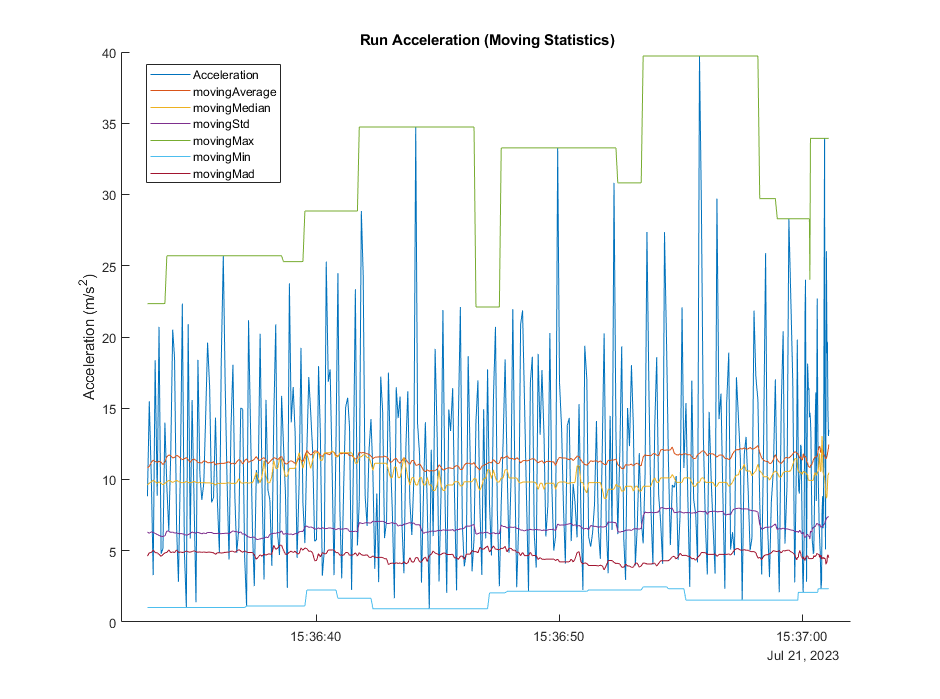 Run Acceleration (Moving Statistics)
40
35
30
25
20
15
10
5
0
Acceleration (m/s²)
Acceleration
movingAverage
movingMedian
movingStd
movingMax
movingMin
movingMad
15:36:40 15:36:50 15:37:00
Jul 21, 2023